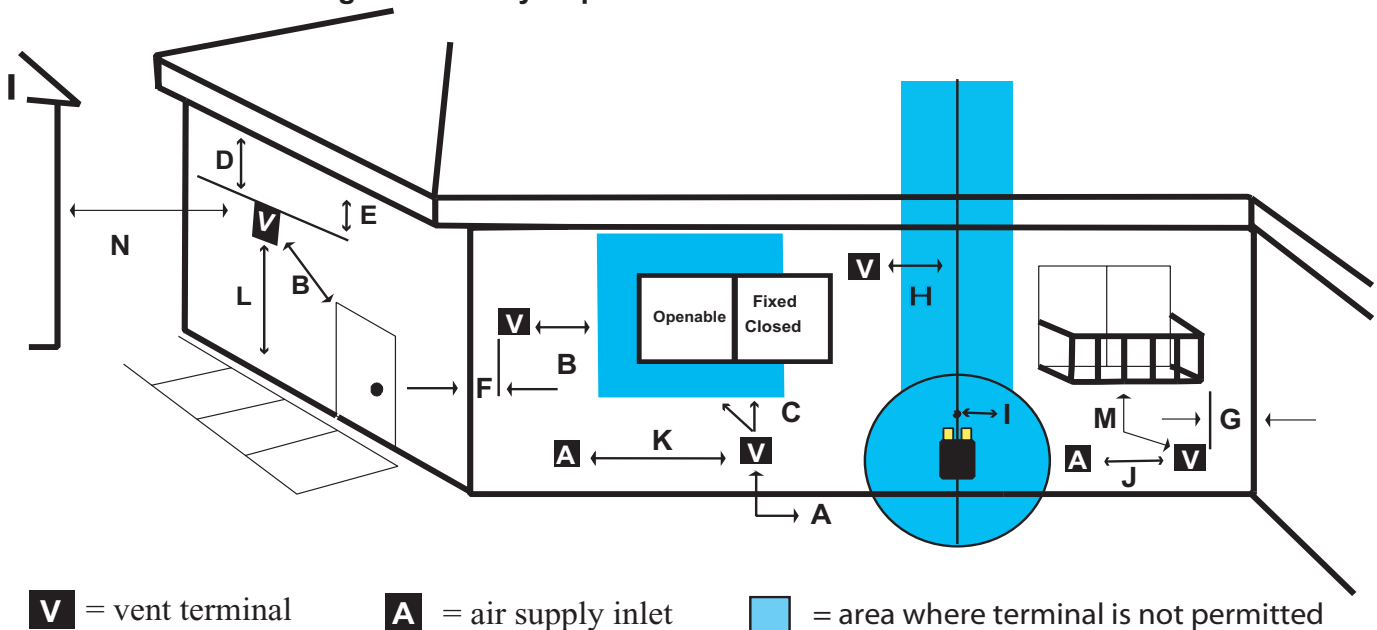 I
D
E
V
N
B
L
V
H
Openable
Fixed
Closed
V
B
F
C
I
M
G
K
A
V
A
V
J
A
V = vent terminal
A = air supply inlet
= area where terminal is not permitted